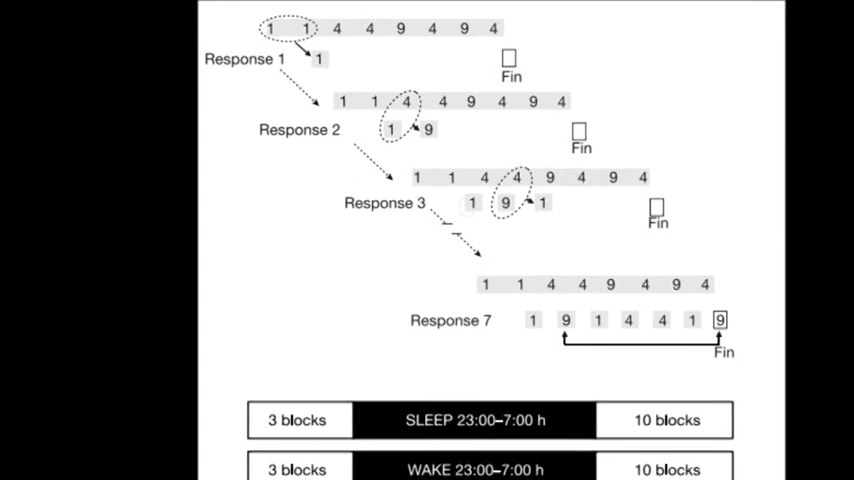 1 1 4 4 9 4 9 4
Response 1 1
Fin
1 1 4 4 9 4 9 4
Response 2 1 9
Fin
1 1 4 4 9 4 9 4
Response 3 1 9 1
Fin
1 1 4 4 9 4 9 4
Response 7 1 9 1 4 4 1 9
Fin
3 blocks SLEEP 23:00–7:00 h 10 blocks
3 blocks WAKE 23:00–7:00 h 10 blocks